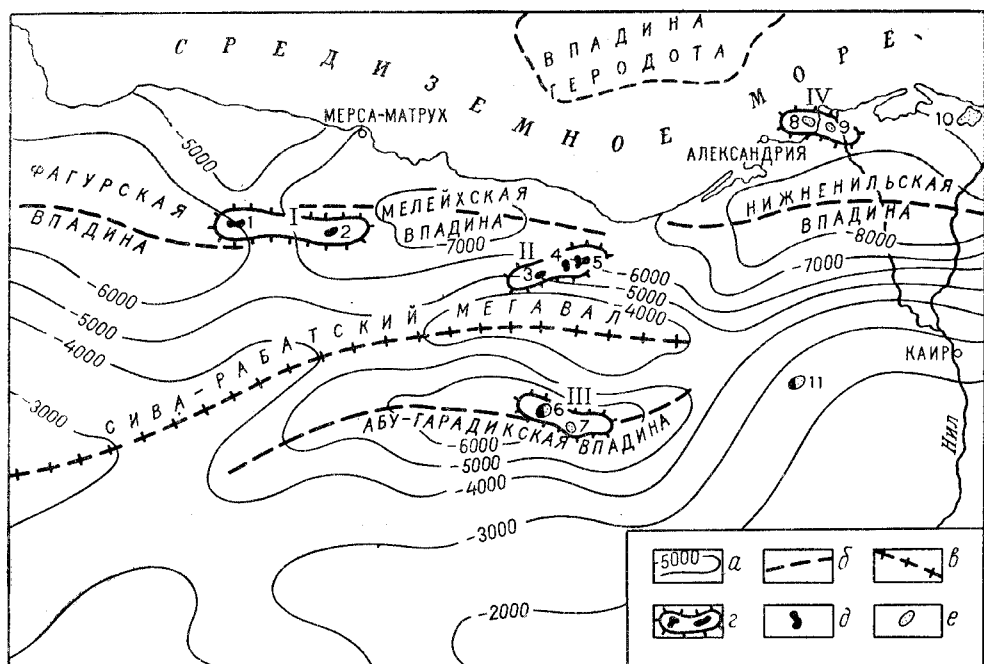 СРЕДИЗЕМНОЕ МОРЕ
ВПАДИНА
ГЕРОДОТА
МЕРСА-МАТРУХ
IV
8
9
10
АЛЕКСАНДРИЯ
-5000
ФАГУРСКАЯ
ВПАДИНА
1
I
2
МЕЛЕЙХСКАЯ
ВПАДИНА
-7000
НИЖНЕНИЛЬСКАЯ
ВПАДИНА
-8000
-7000
II
4
3
5
-6000
-5000
-4000
-6000
-5000
-4000
-3000
СИВА-РАБАТСКИЙ МЕГАВАЛ
КАИР
11
III
6
7
АБУ-ГАРАДИКСКАЯ ВПАДИНА
-6000
-5000
-4000
-3000
-2000
Нил
-5000 а
б
в
г
д
е